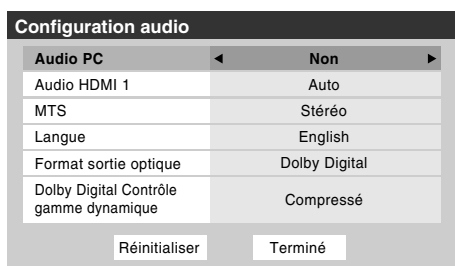 Configuration audio
Audio PC ◄ Non ►
Audio HDMI 1 Auto
MTS Stéréo
Langue English
Format sortie optique Dolby Digital
Dolby Digital Contrôle
gamme dynamique Compressé
Réinitialiser Terminé